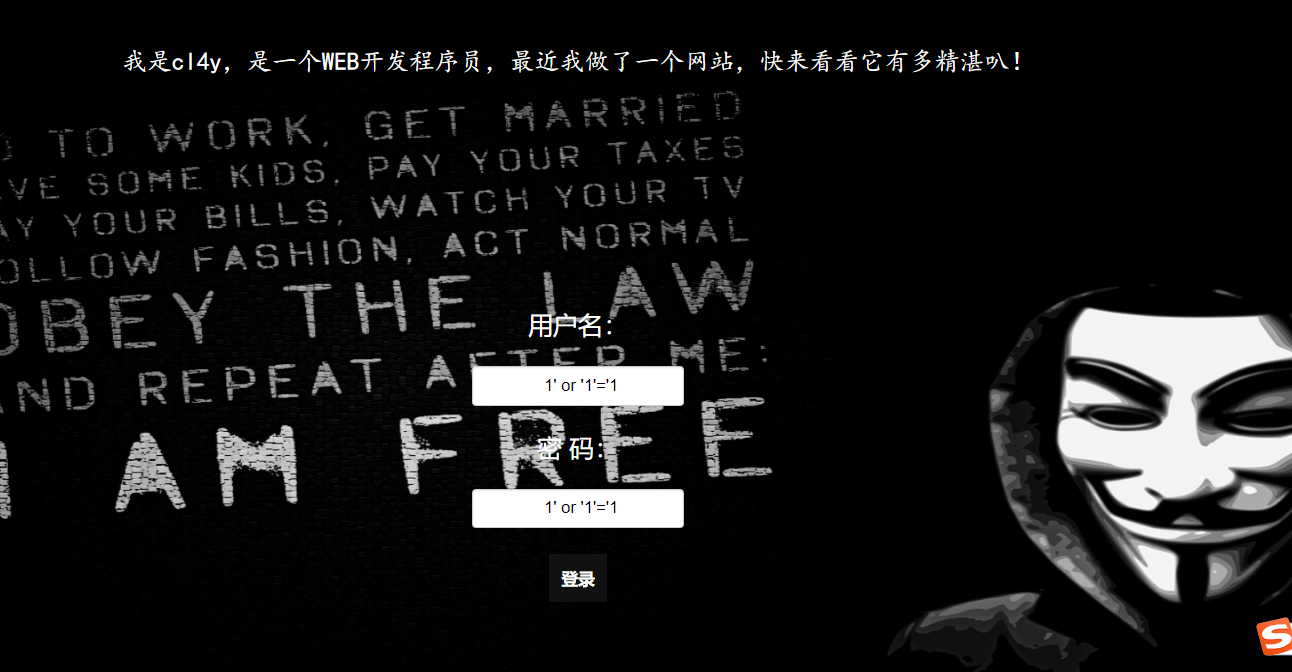 我是cl4y，是一个WEB开发程序员，最近我做了一个网站，快来看看它有多精湛叭！
TO WORK, GET MARRIED
SOME KIDS, PAY YOUR TAXES
YOUR BILLS, WATCH YOUR TV
FOLLOW FASHION, ACT NORMAL
OBEY THE LAW
AND REPEAT AFTER ME:
I AM FREE
用户名：
1' or '1'='1
密 码：
1' or '1'='1
登录
S